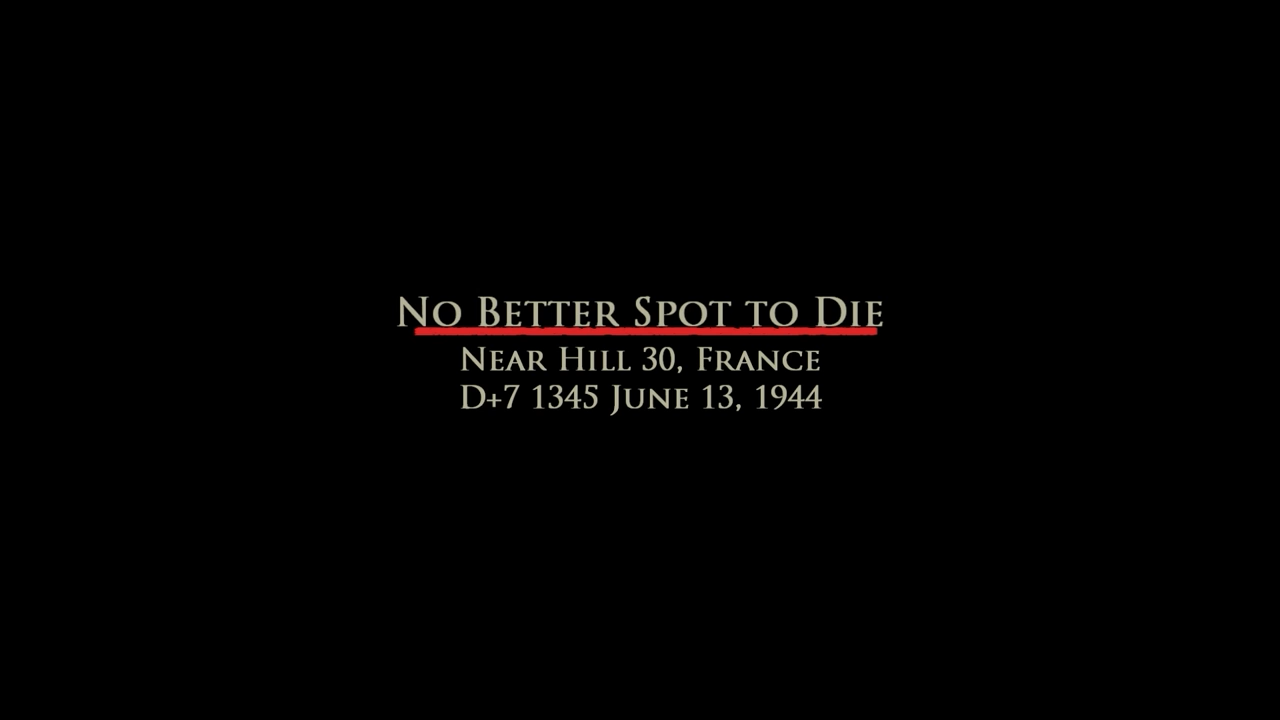 No Better Spot to Die
Near Hill 30, France
D+7 1345 June 13, 1944